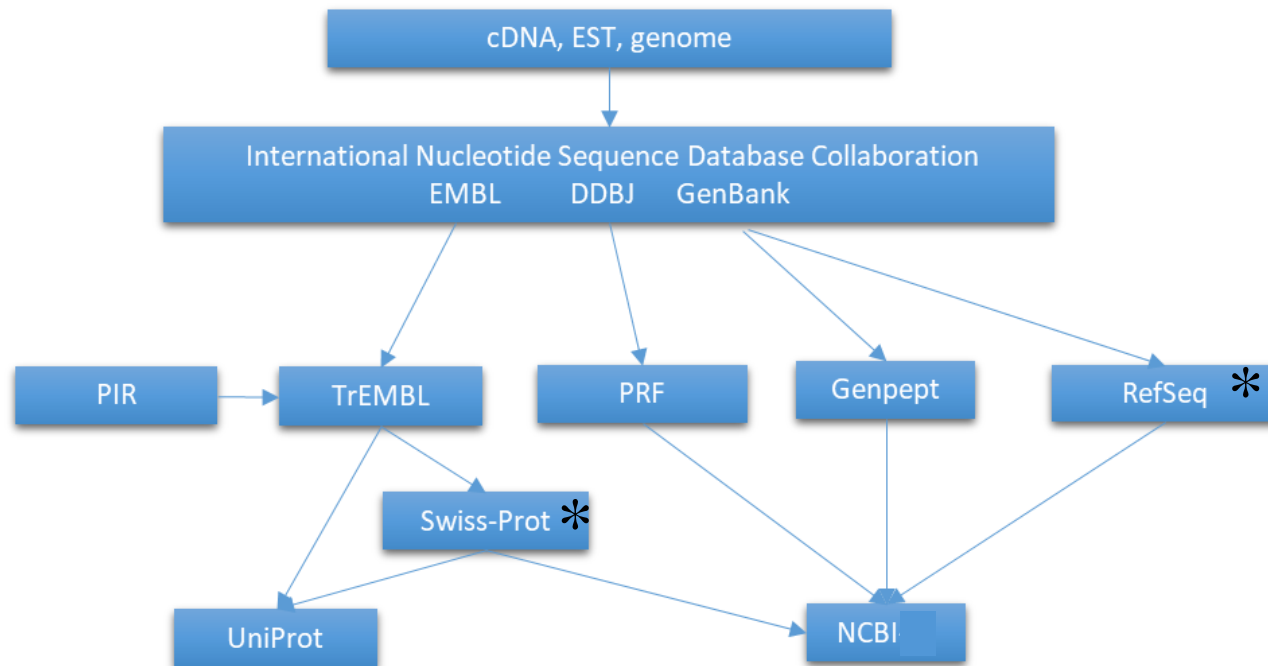 cDNA, EST, genome
International Nucleotide Sequence Database Collaboration
EMBL DDBJ GenBank
PIR
TrEMBL
PRF
Genpept
RefSeq *
Swiss-Prot *
UniProt
NCBI-